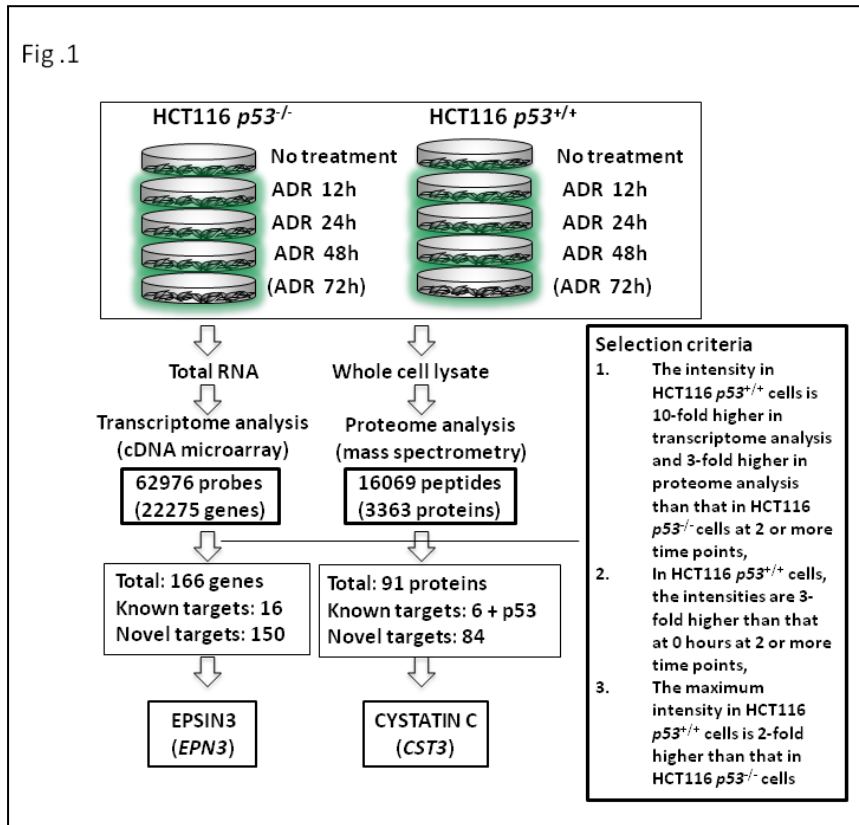 Fig .1
HCT116 p53-/-
No treatment
ADR 12h
ADR 24h
ADR 48h
(ADR 72h)
HCT116 p53+/+
No treatment
ADR 12h
ADR 24h
ADR 48h
(ADR 72h)
Total RNA
Transcriptome analysis
(cDNA microarray)
62976 probes
(22275 genes)
Total: 166 genes
Known targets: 16
Novel targets: 150
EPSIN3
(EPN3)
Whole cell lysate
Proteome analysis
(mass spectrometry)
16069 peptides
(3363 proteins)
Total: 91 proteins
Known targets: 6 + p53
Novel targets: 84
CYSTATIN C
(CST3)
Selection criteria
1. The intensity in
HCT116 p53+/+ cells is
10-fold higher in
transcriptome analysis
and 3-fold higher in
proteome analysis
than that in HCT116
p53-/- cells at 2 or more
time points,
2. In HCT116 p53+/+ cells,
the intensities are 3-
fold higher than that
at 0 hours at 2 or more
time points,
3. The maximum
intensity in HCT116
p53+/+ cells is 2-fold
higher than that in
HCT116 p53-/- cells